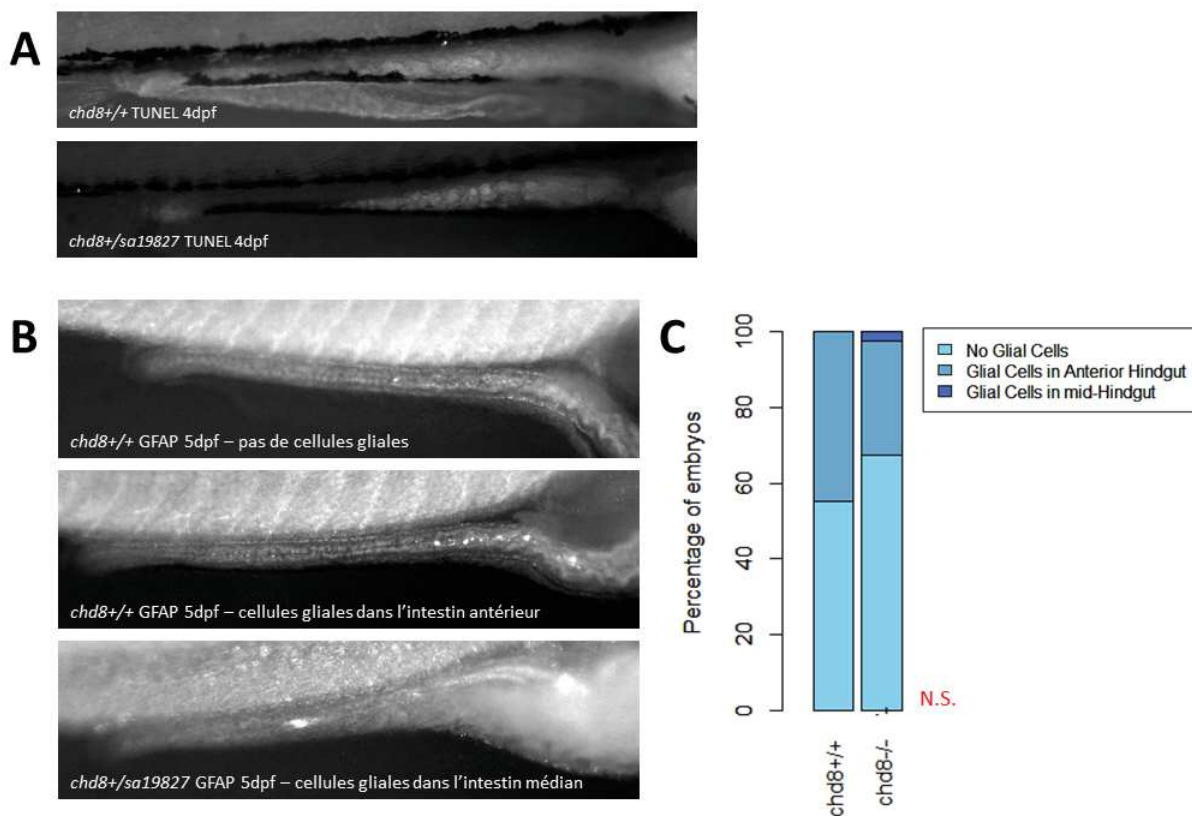 A
chd8+/+ TUNEL 4dpf
chd8+/sa19827 TUNEL 4dpf
B
chd8+/+ GFAP 5dpf – pas de cellules gliales
chd8+/+ GFAP 5dpf – cellules gliales dans l'intestin antérieur
chd8+/sa19827 GFAP 5dpf – cellules gliales dans l'intestin médian
C
Percentage of embryos
100
80
60
40
20
0
No Glial Cells
Glial Cells in Anterior Hindgut
Glial Cells in mid-Hindgut
N.S.
chd8+/+
chd8-/-